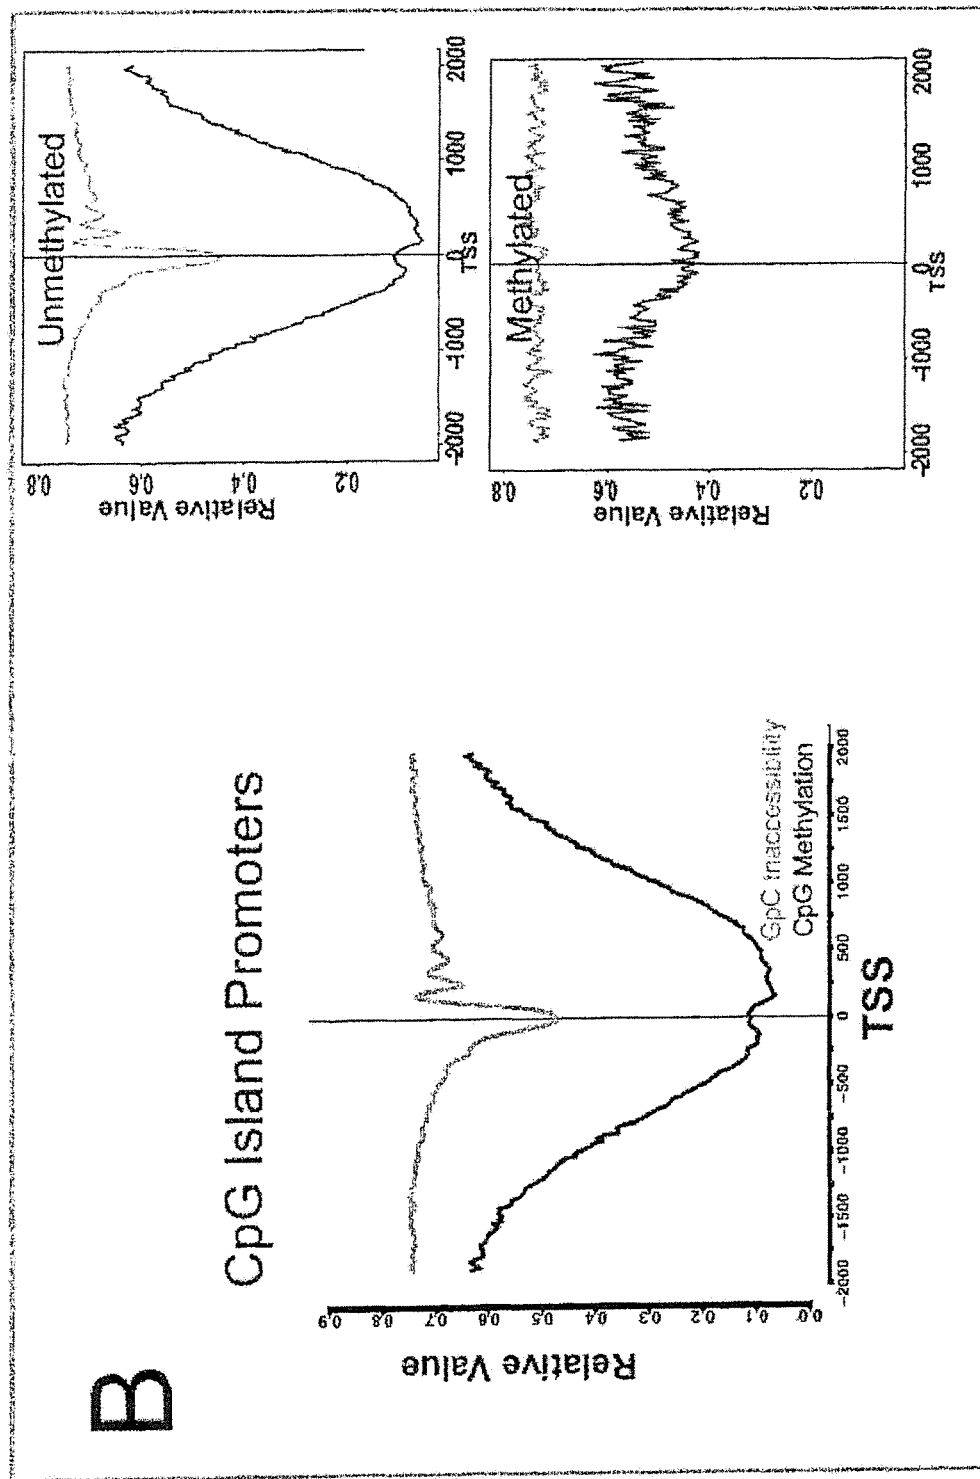 B
CpG Island Promoters
Relative Value
0.9
0.8
0.7
0.6
0.5
0.4
0.3
0.2
0.1
0.0
GpC Inaccessibility
CpG Methylation
-2000 -1500 -1000 -500 0 500 1000 1500 2000
TSS
Unmethylated
Relative Value
0.8
0.6
0.4
0.2
-2000 -1000 0 1000 2000
TSS
Methylated
Relative Value
0.8
0.6
0.4
0.2
-2000 -1000 0 1000 2000
TSS